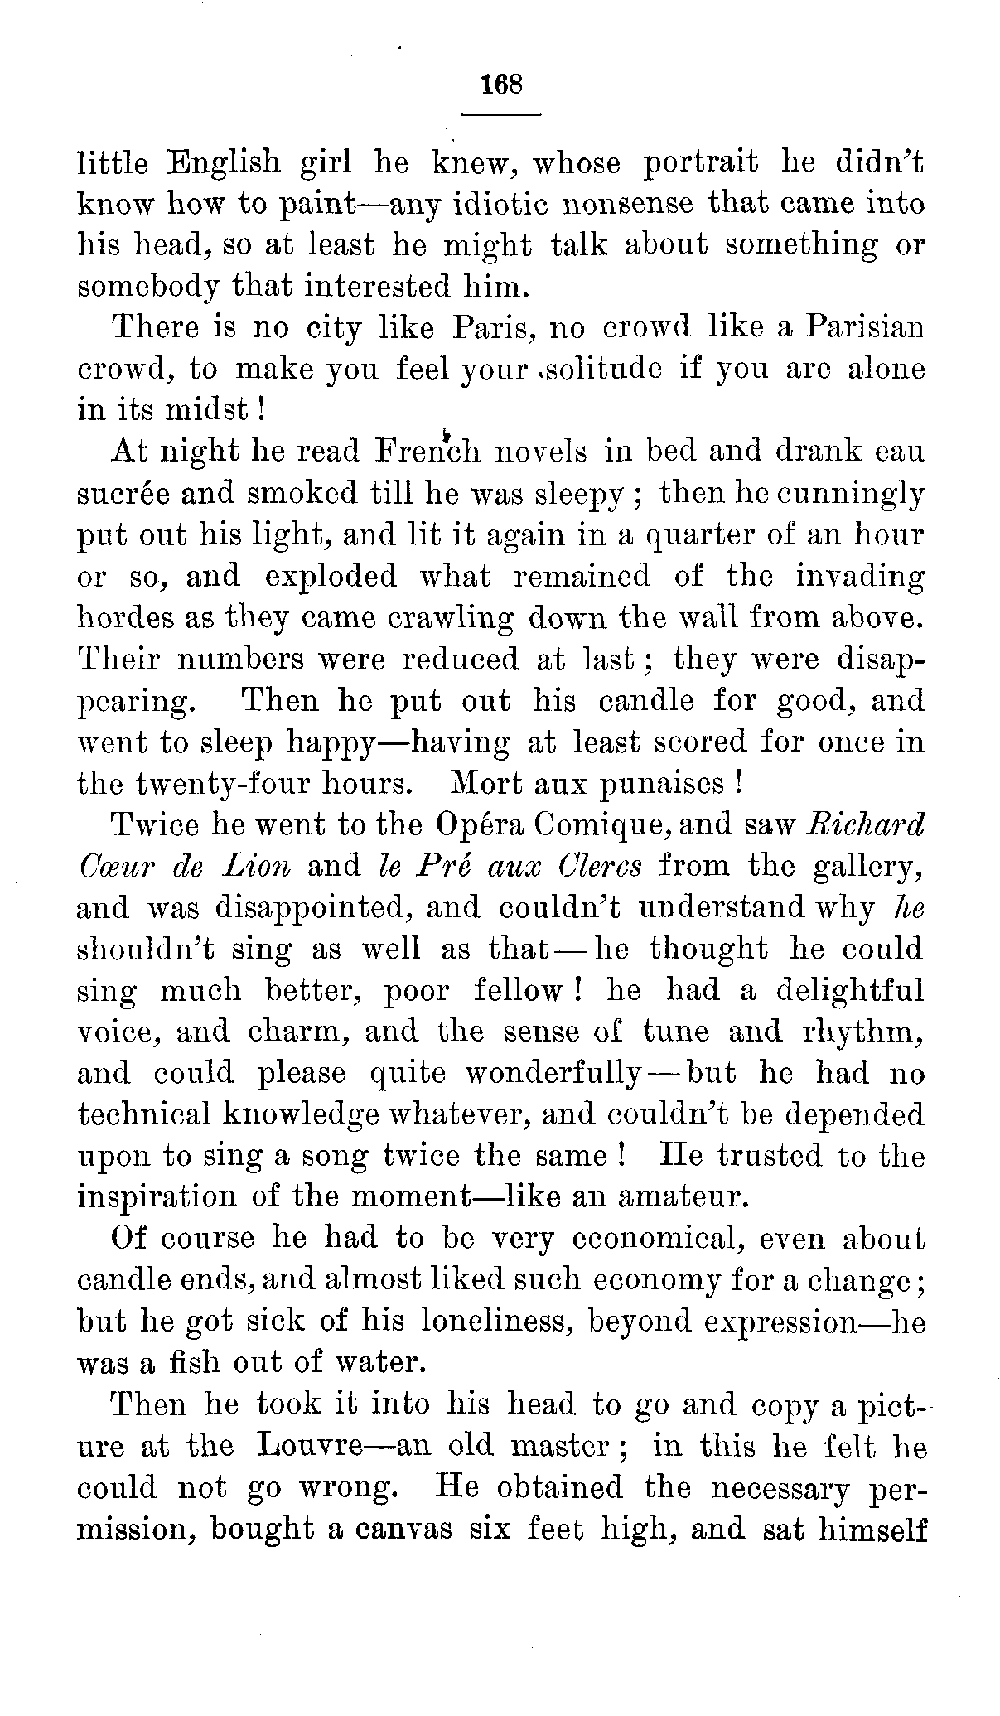 168
little English girl he knew, whose portrait he didn't
know how to paint—any idiotic nonsense that came into
his head, so at least he might talk about something or
somebody that interested him.
There is no city like Paris, no crowd like a Parisian
crowd, to make you feel your solitude if you are alone
in its midst !
At night he read French novels in bed and drank eau
sucrée and smoked till he was sleepy ; then he cunningly
put out his light, and lit it again in a quarter of an hour
or so, and exploded what remained of the invading
hordes as they came crawling down the wall from above.
Their numbers were reduced at last ; they were disap-
pearing. Then he put out his candle for good, and
went to sleep happy—having at least scored for once in
the twenty-four hours. Mort aux punaises !
Twice he went to the Opéra Comique, and saw Richard
Cœur de Lion and le Pré aux Clercs from the gallery,
and was disappointed, and couldn't understand why he
shouldn't sing as well as that—he thought he could
sing much better, poor fellow ! he had a delightful
voice, and charm, and the sense of tune and rhythm,
and could please quite wonderfully—but he had no
technical knowledge whatever, and couldn't be depended
upon to sing a song twice the same ! He trusted to the
inspiration of the moment—like an amateur.
Of course he had to be very economical, even about
candle ends, and almost liked such economy for a change ;
but he got sick of his loneliness, beyond expression—he
was a fish out of water.
Then he took it into his head to go and copy a pict-
ure at the Louvre—an old master ; in this he felt he
could not go wrong. He obtained the necessary per-
mission, bought a canvas six feet high, and sat himself